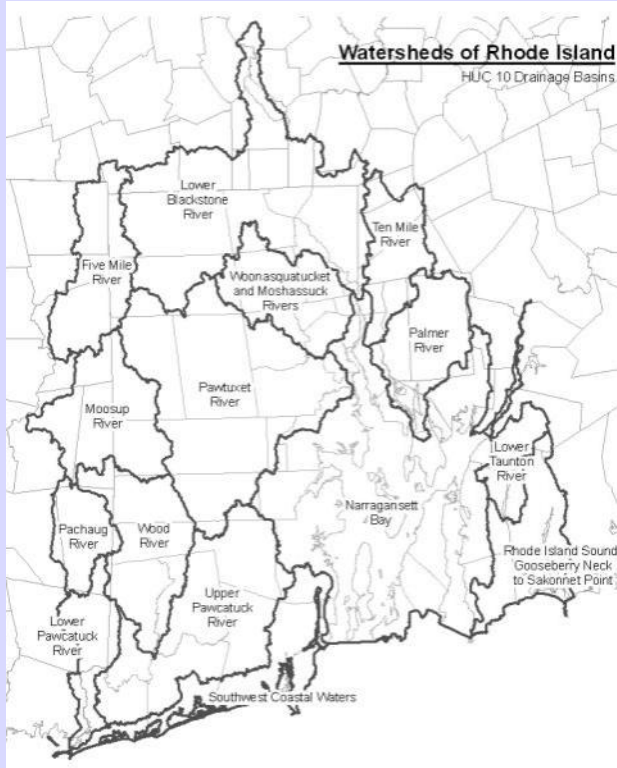 Watersheds of Rhode Island
HUC 10 Drainage Basins
Lower
Blackstone
River
Ten Mile
River
Five Mile
River
Woonasquatucket
and Moshassuck
Rivers
Palmer
River
Pawtuxet
River
Moosup
River
Lower
Taunton
River
Narragansett
Bay
Pachaug
River
Wood
River
Rhode Island Sound
Gooseberry Neck
to Sakonnet Point
Upper
Pawcatuck
River
Lower
Pawcatuck
River
Southwest Coastal Waters